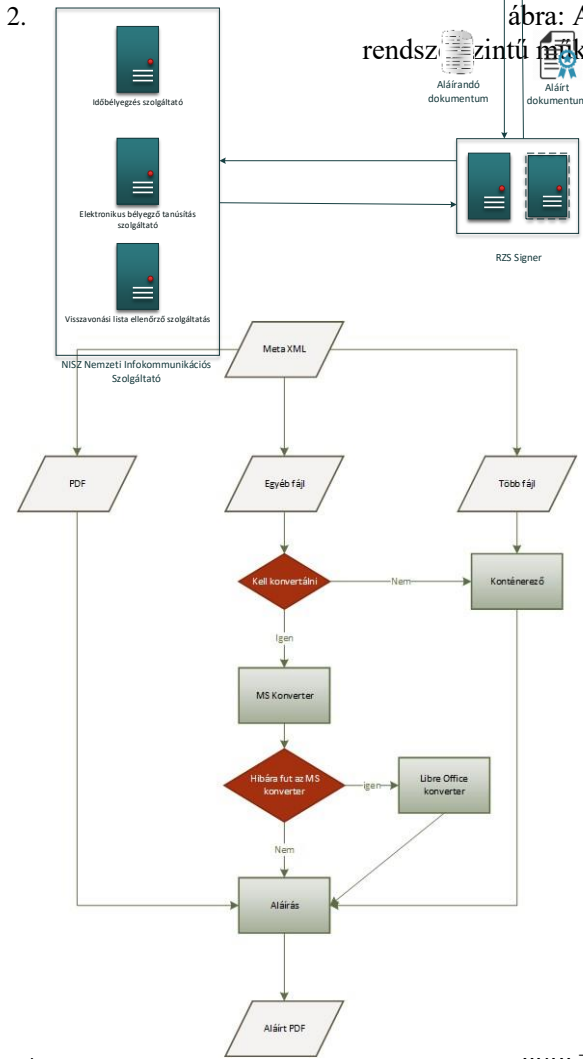 2.
ábra: A
rendsz
zintű műk
Aláírandó
dokumentum
Aláírt
dokumentum
Időbélyegzés szolgáltató
Elektronikus bélyegző tanúsítás
szolgáltató
Visszavonási lista ellenőrző szolgáltatás
RZS Signer
NISZ Nemzeti Infokommunikációs
Szolgáltató
Meta XML
PDF
Egyéb fájl
Több fájl
Kell konvertálni
Nem
Konténerező
Igen
MS Konverter
Hibára fut az MS
konverter
igen
Libre Office
konverter
Nem
Aláírás
Aláírt PDF